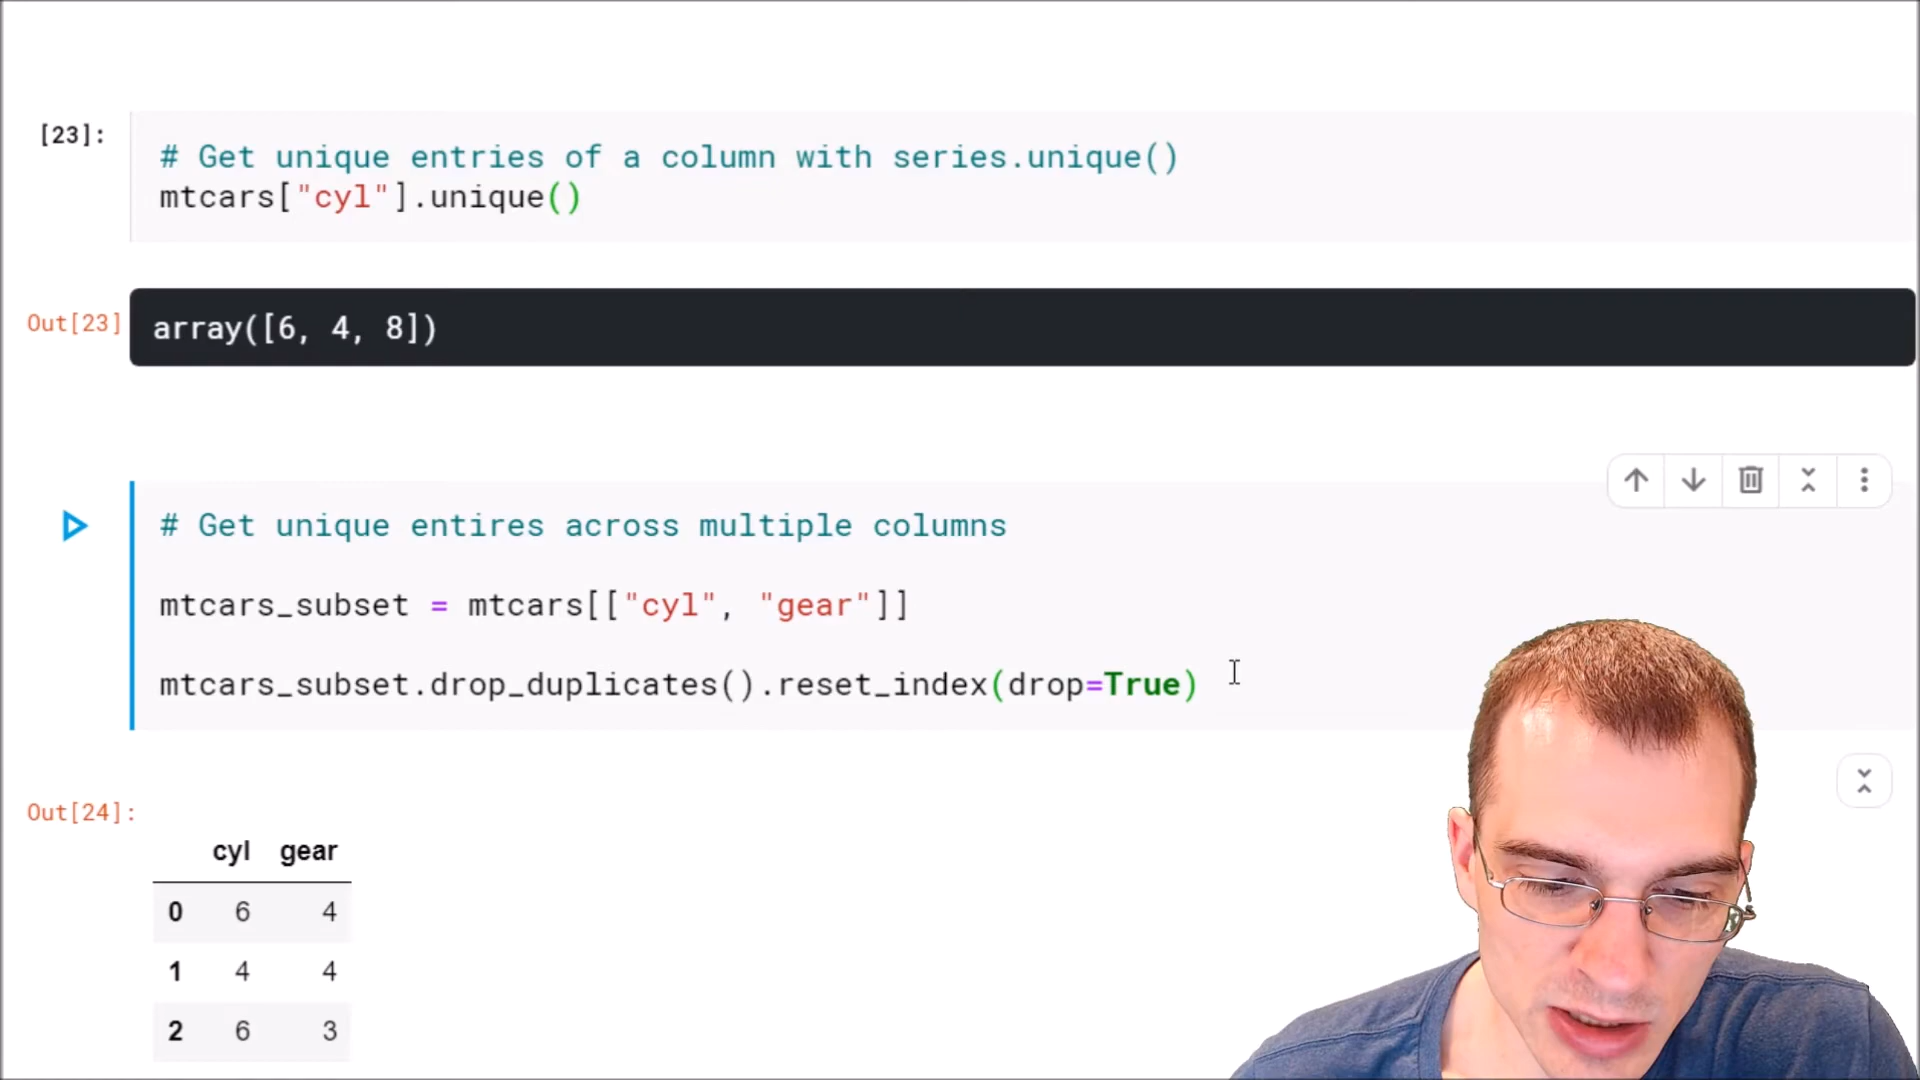 [23]:
# Get unique entries of a column with series.unique()
mtcars["cyl"].unique()
Out[23]
array([6, 4, 8])
# Get unique entires across multiple columns
mtcars_subset = mtcars[["cyl", "gear"]]
mtcars_subset.drop_duplicates().reset_index(drop=True)
Out[24]:
cyl gear
0 6 4
1 4 4
2 6 3